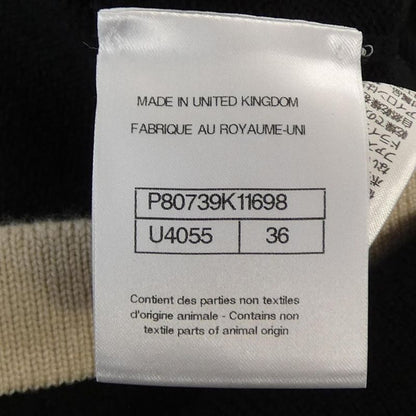 MADE IN UNITED KINGDOM
FABRIQUE AU ROYAUME-UNI
P80739K11698
U4055 36
Contient des parties non textiles
d'origine animale - Contains non
textile parts of animal origin